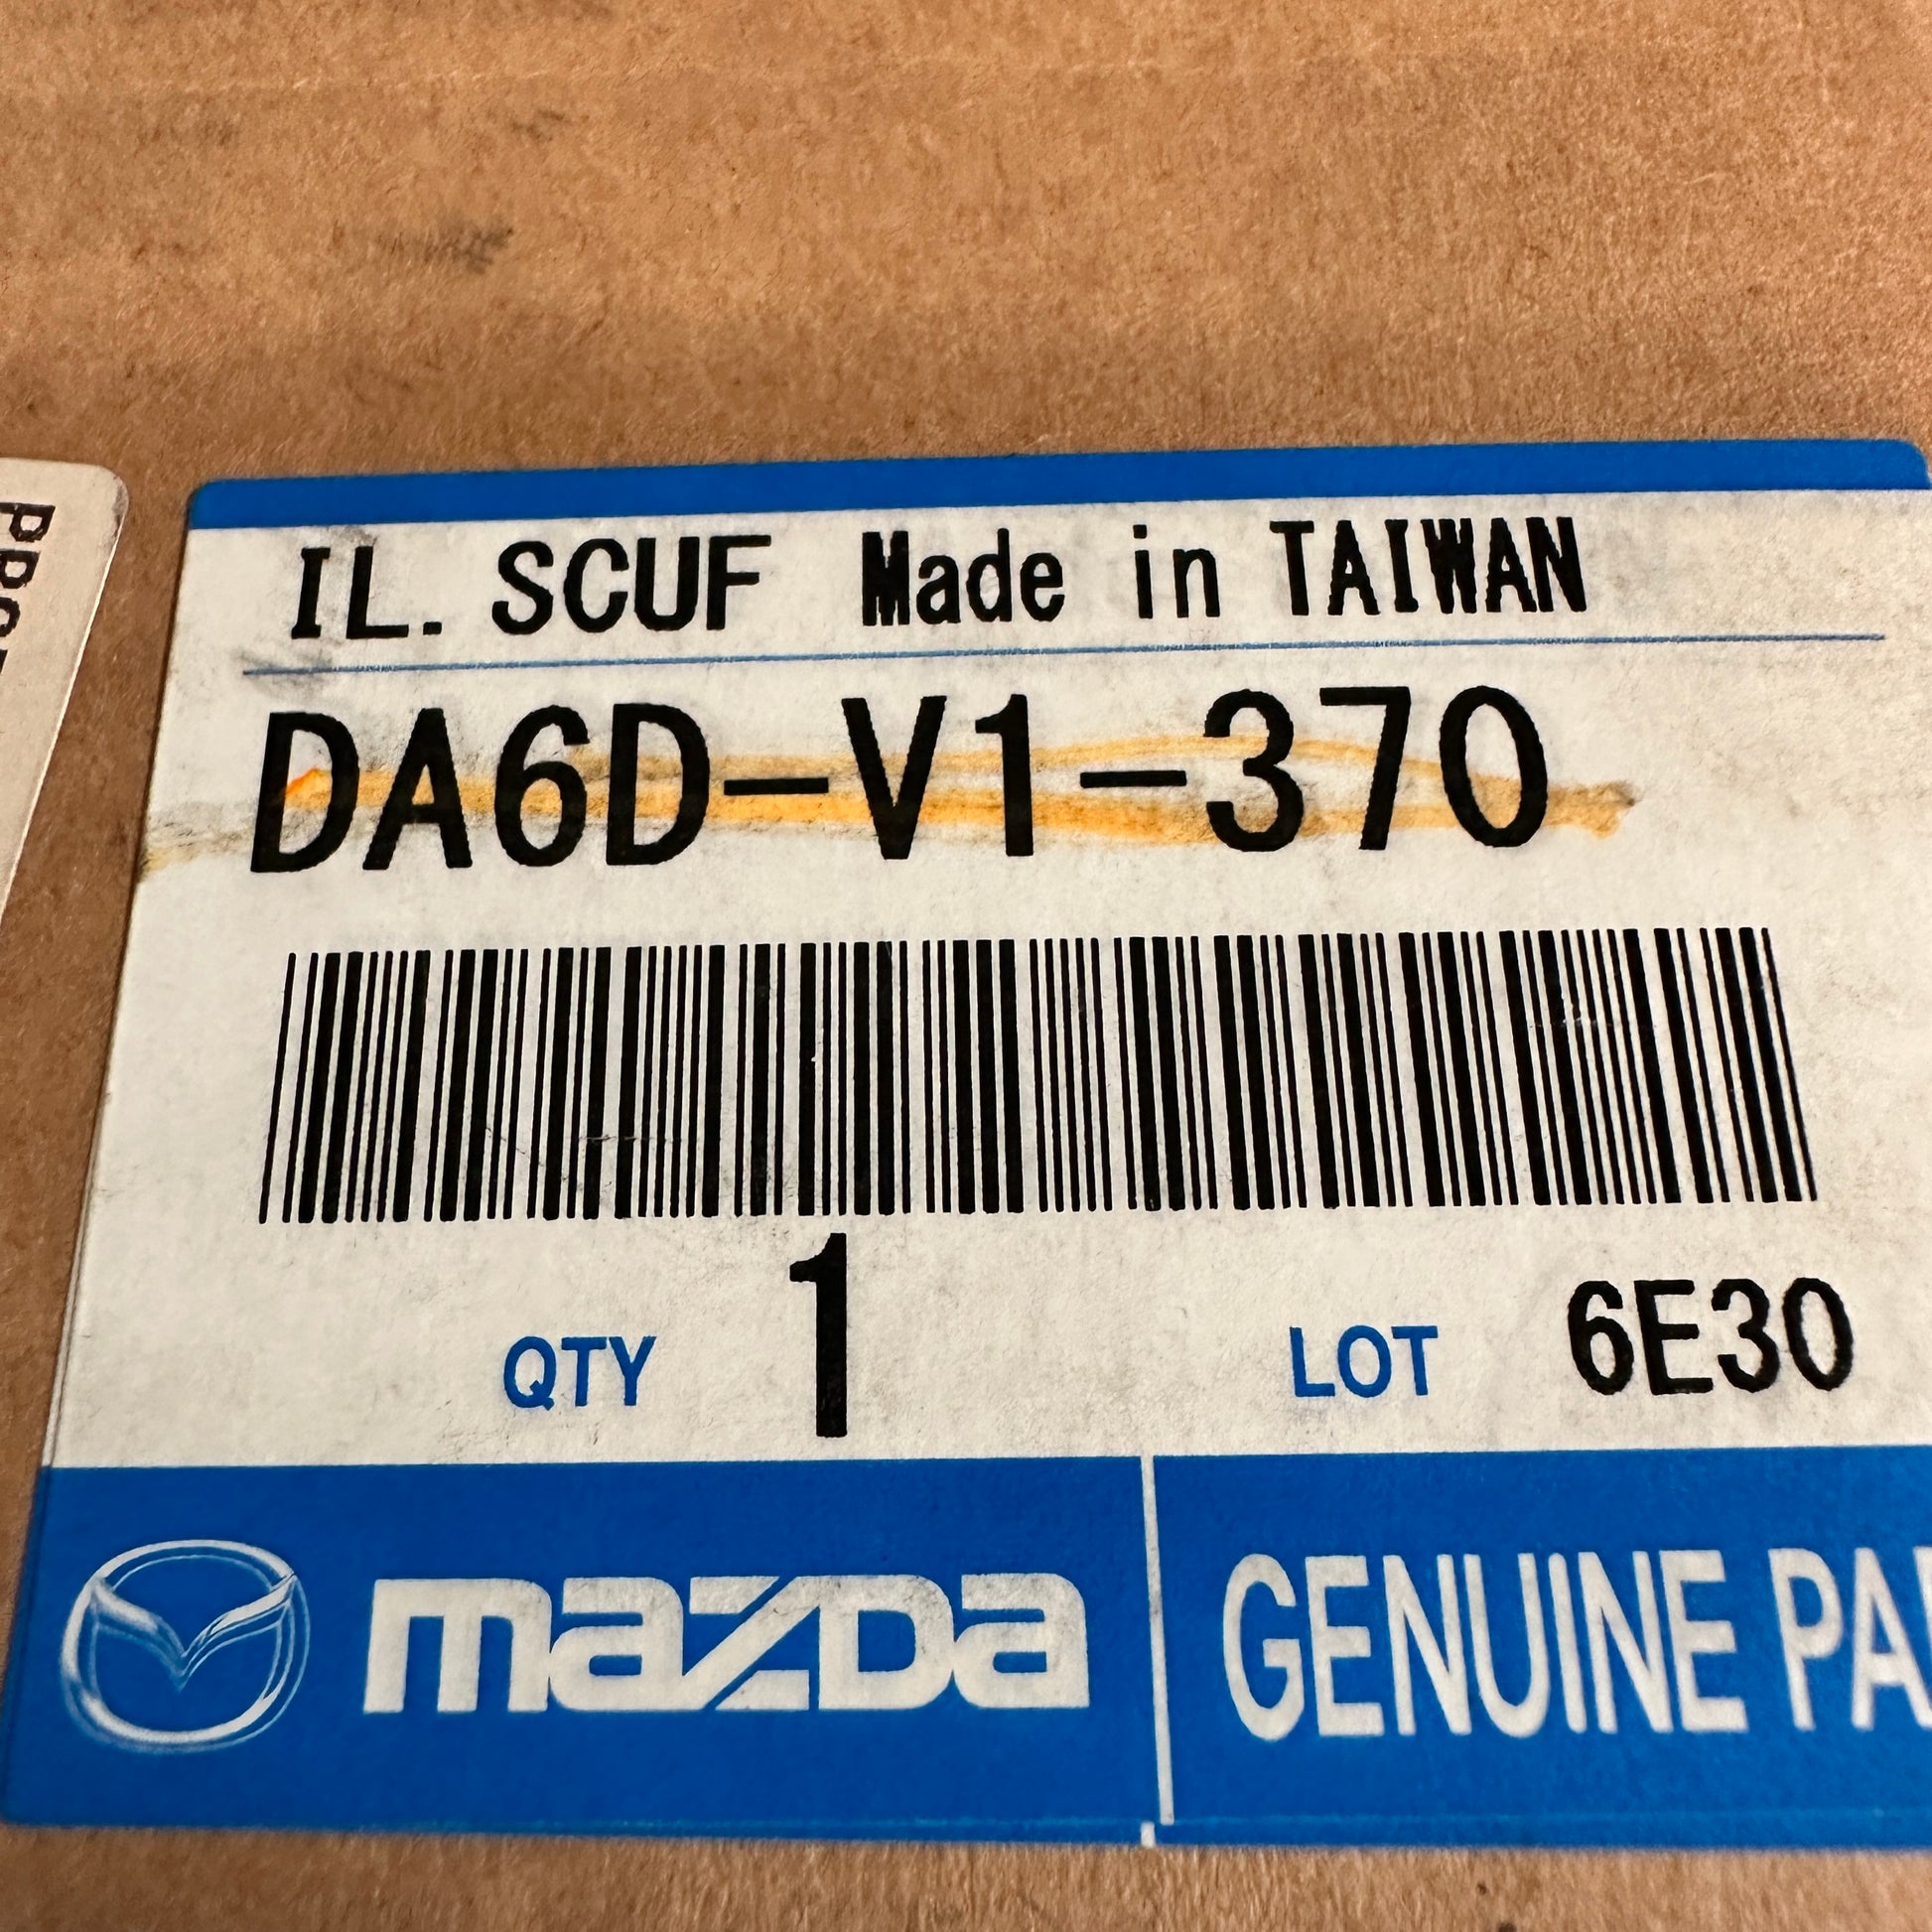 IL. SCUF Made in TAIWAN
DA6D-V1-370
QTY 1 LOT 6E30
mazda GENUINE PA